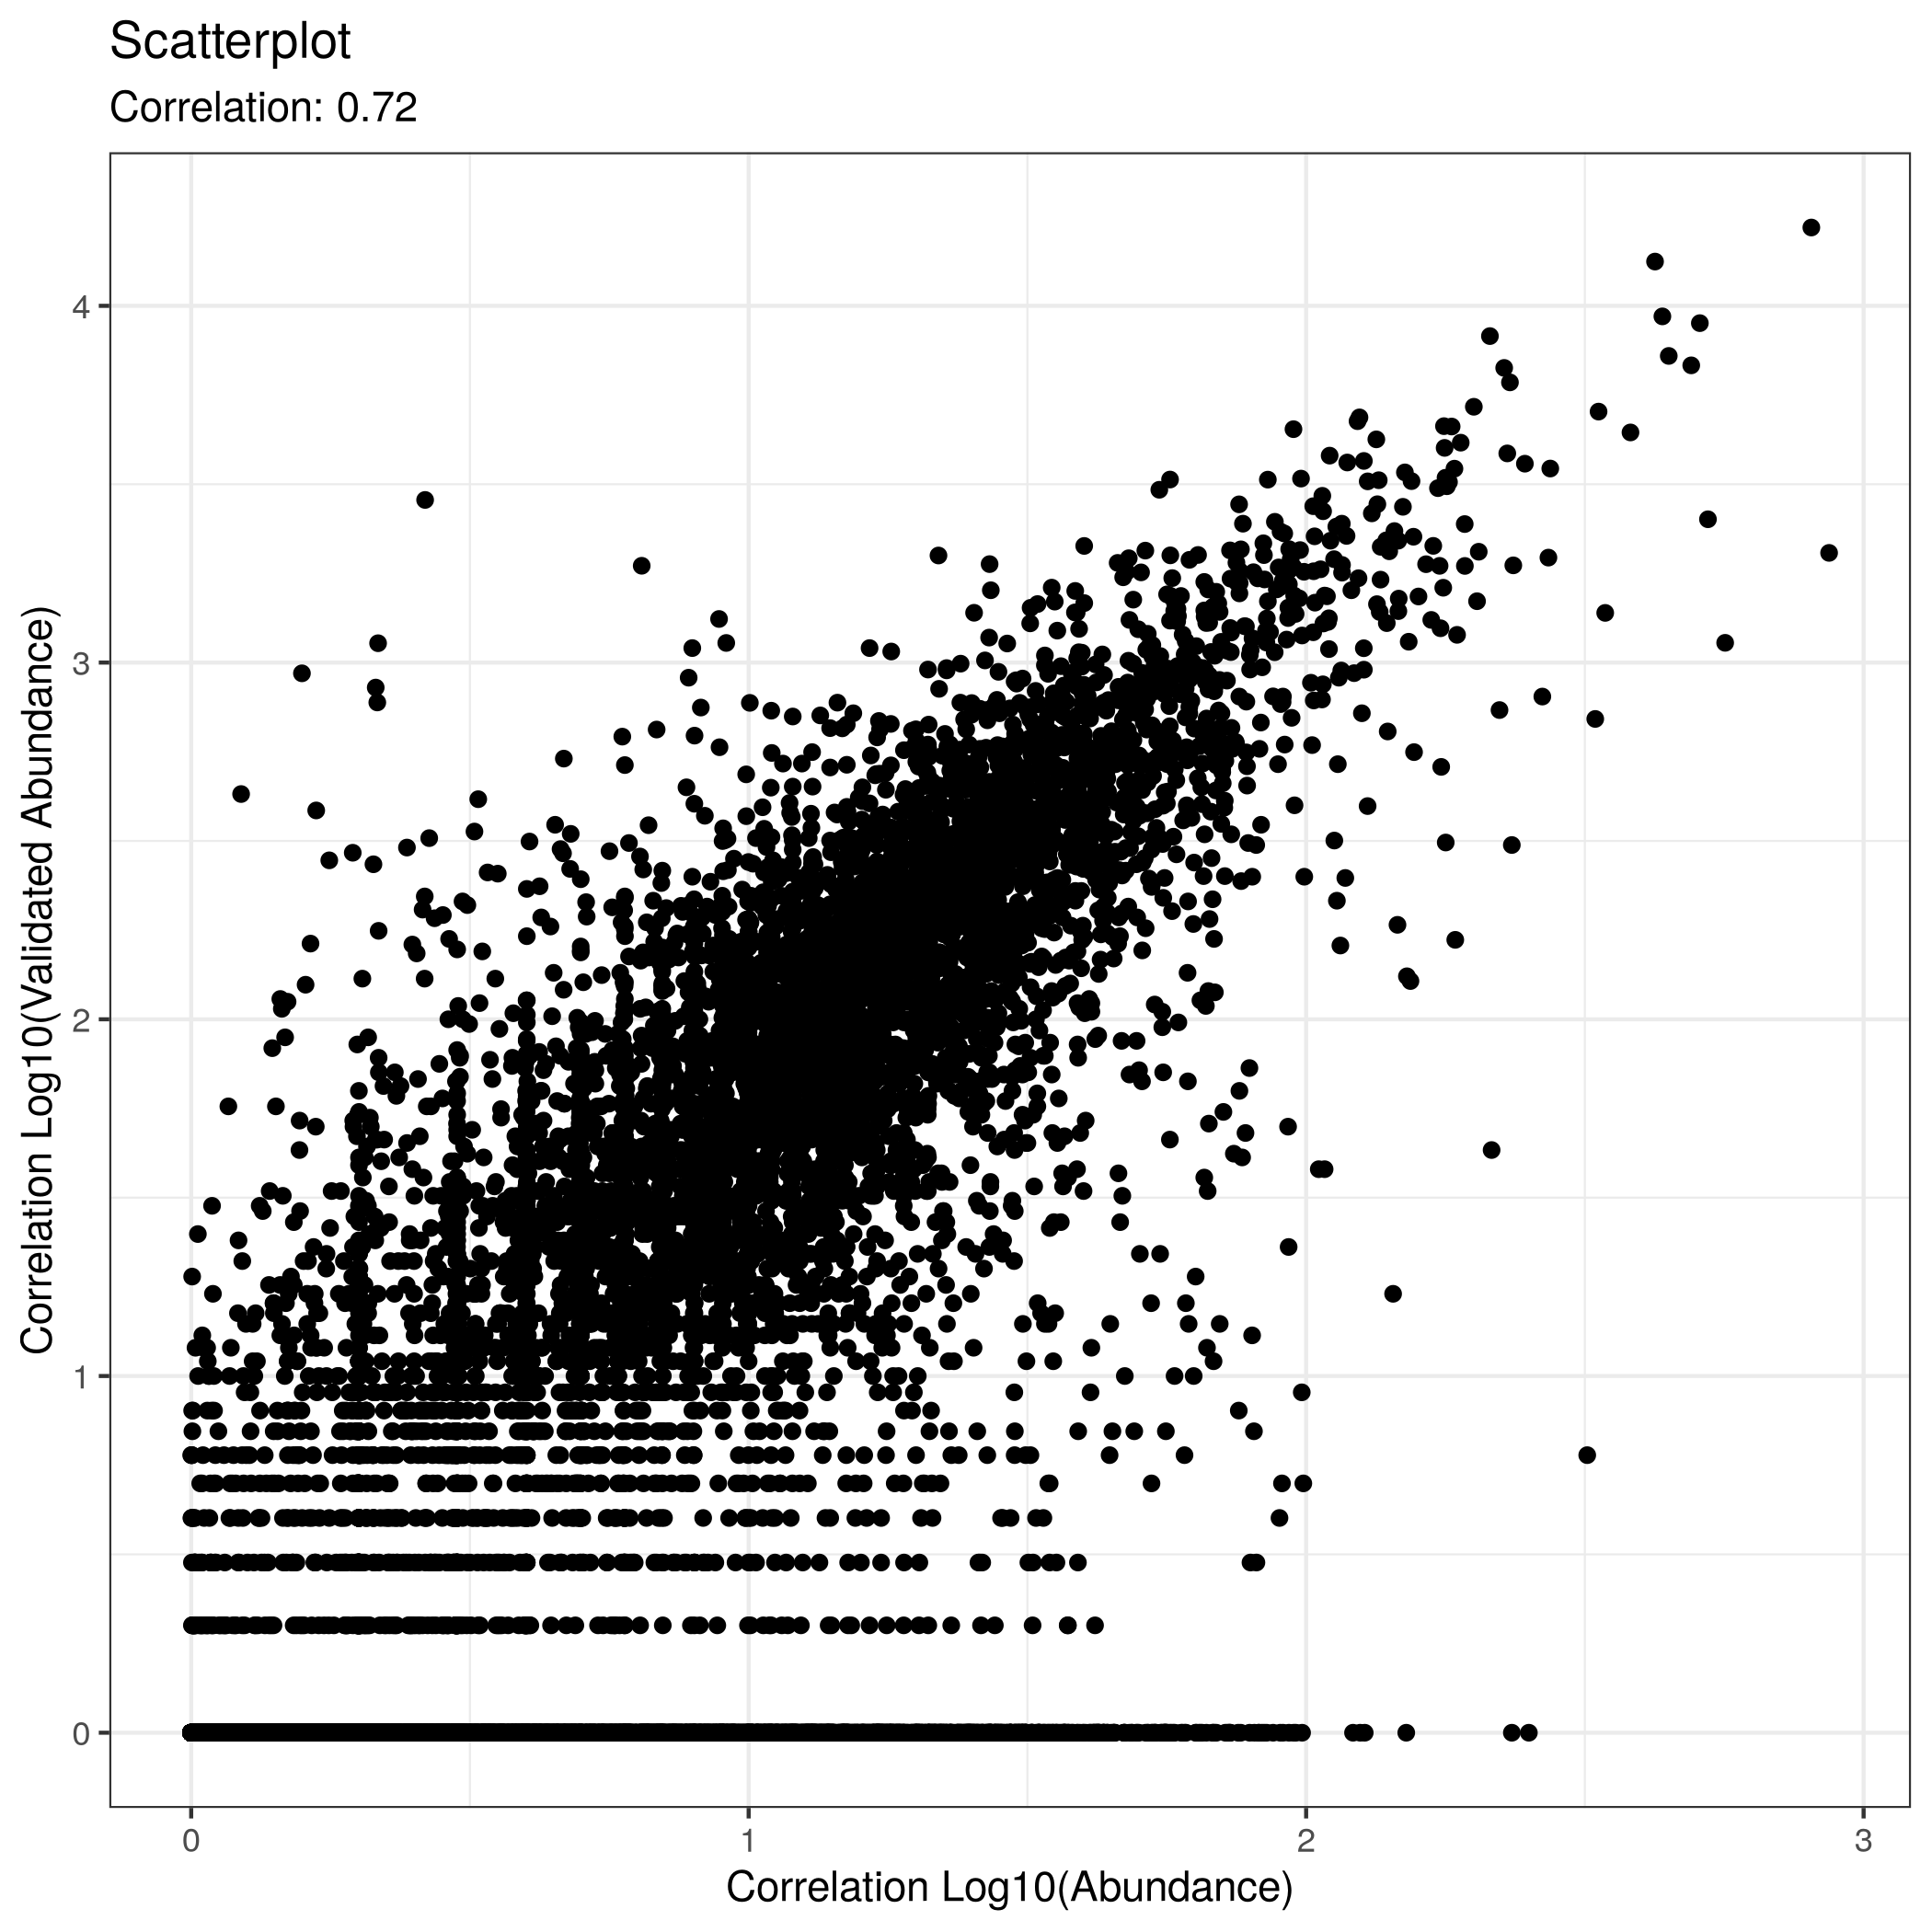 Scatterplot
Correlation: 0.72
Correlation Log10(Validated Abundance)
4
3
2
1
0
0 1 2 3
Correlation Log10(Abundance)